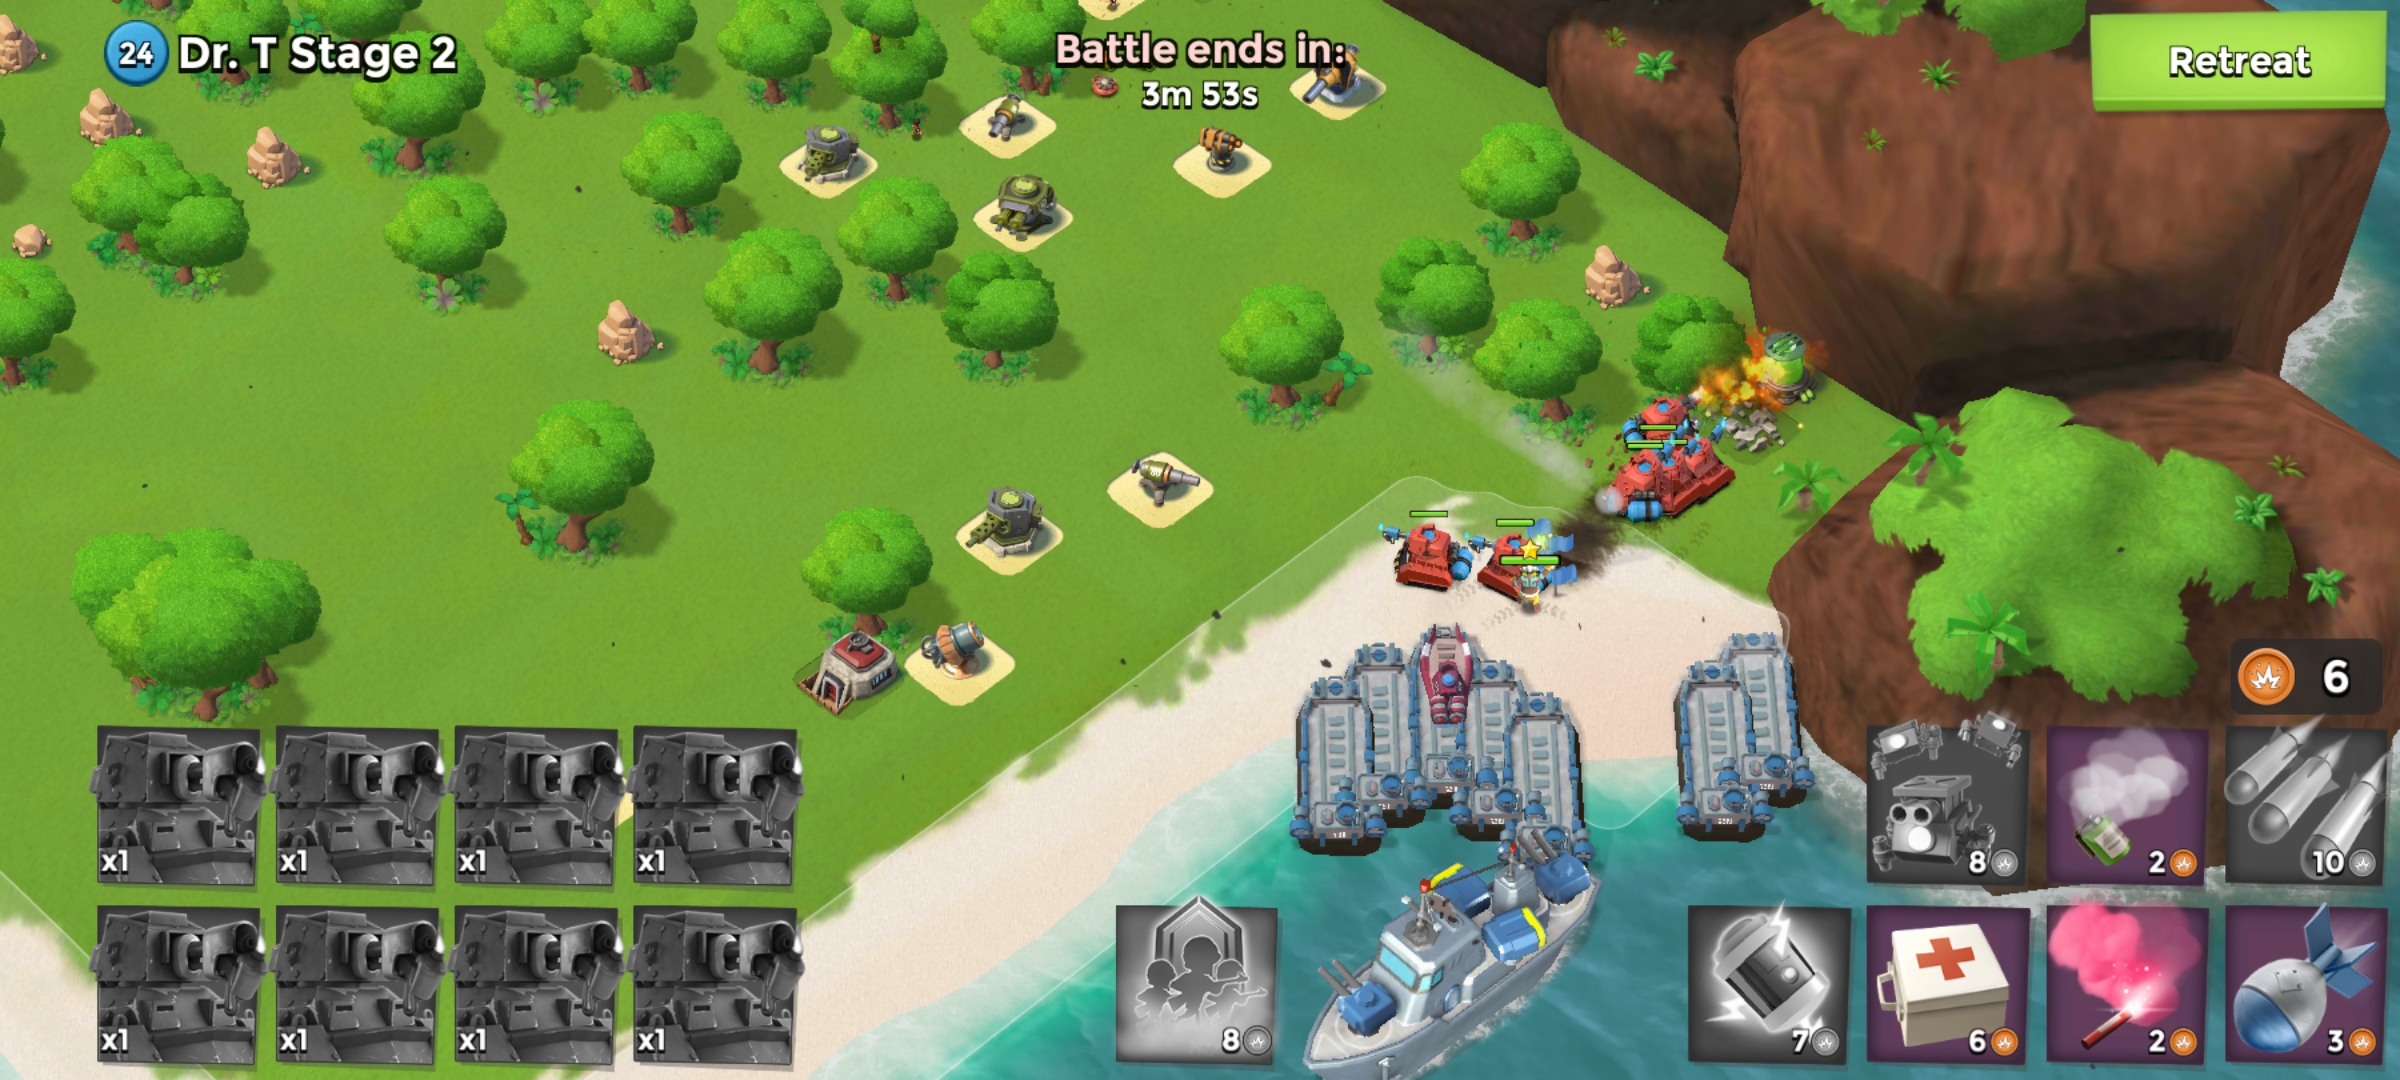 24 Dr. T Stage 2
Battle ends in:
3m 53s
Retreat
6
x1 x1 x1 x1
8 2 10
x1 x1 x1 x1
8 7 6 2 3